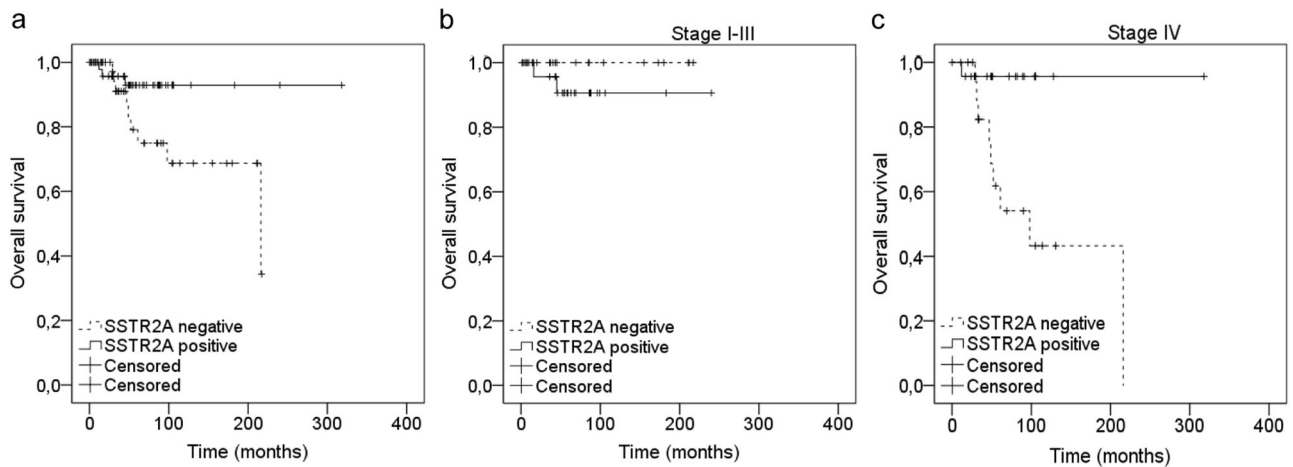 a
1,0
0,8
0,6
0,4
0,2
0,0
Overall survival
SSTR2A negative
SSTR2A positive
Censored
Censored
0 100 200 300 400
Time (months)
b
Stage I-III
1,0
0,8
0,6
0,4
0,2
0,0
Overall survival
SSTR2A negative
SSTR2A positive
Censored
Censored
0 100 200 300 400
Time (months)
c
Stage IV
1,0
0,8
0,6
0,4
0,2
0,0
Overall survival
SSTR2A negative
SSTR2A positive
Censored
Censored
0 100 200 300 400
Time (months)